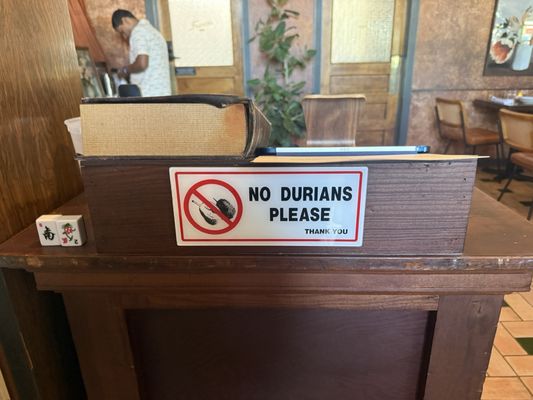 NO DURIANS
PLEASE
THANK YOU
南